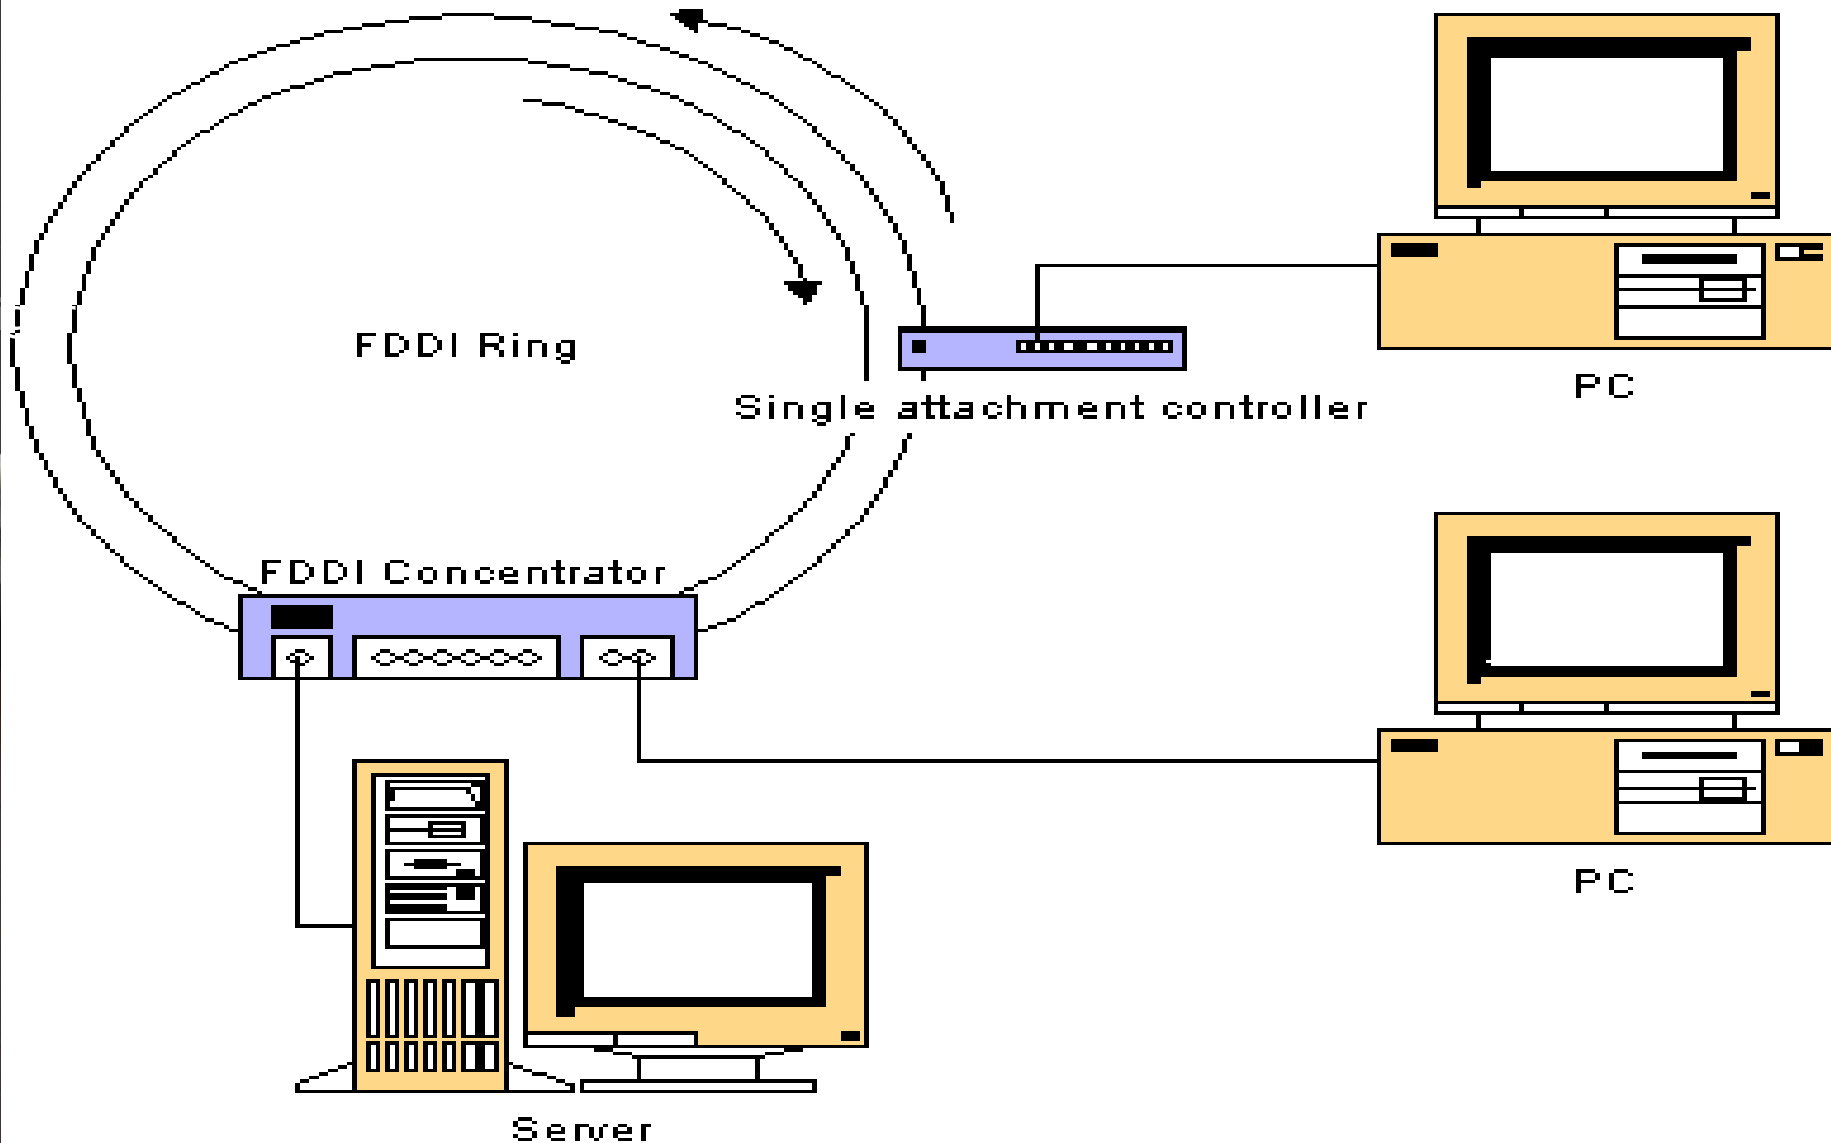 FDDI Ring
Single attachment controller
PC
FDDI Concentrator
PC
Server